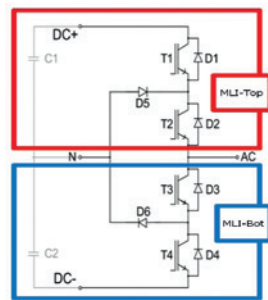 DC+
C1
T1 D1
MLI-Top
D5
T2 D2
N AC
T3 D3
D6
MLI-Bot
C2
T4 D4
DC-